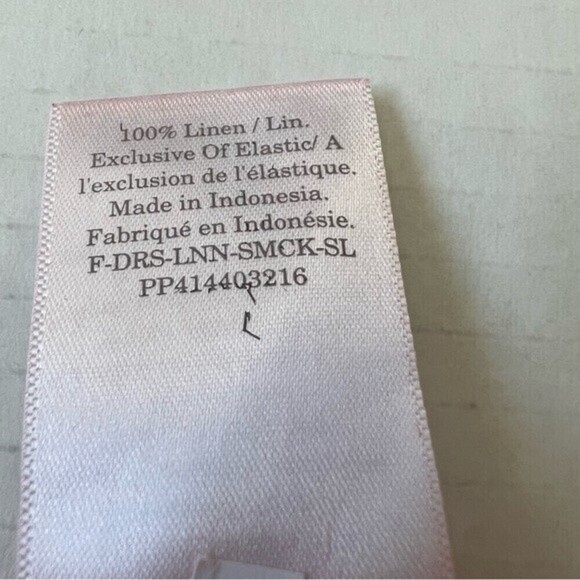 100% Linen / Lin.
Exclusive Of Elastic/ A
l'exclusion de l'élastique.
Made in Indonesia.
Fabriqué en Indonésie.
F-DRS-LNN-SMCK-SL
PP414403216